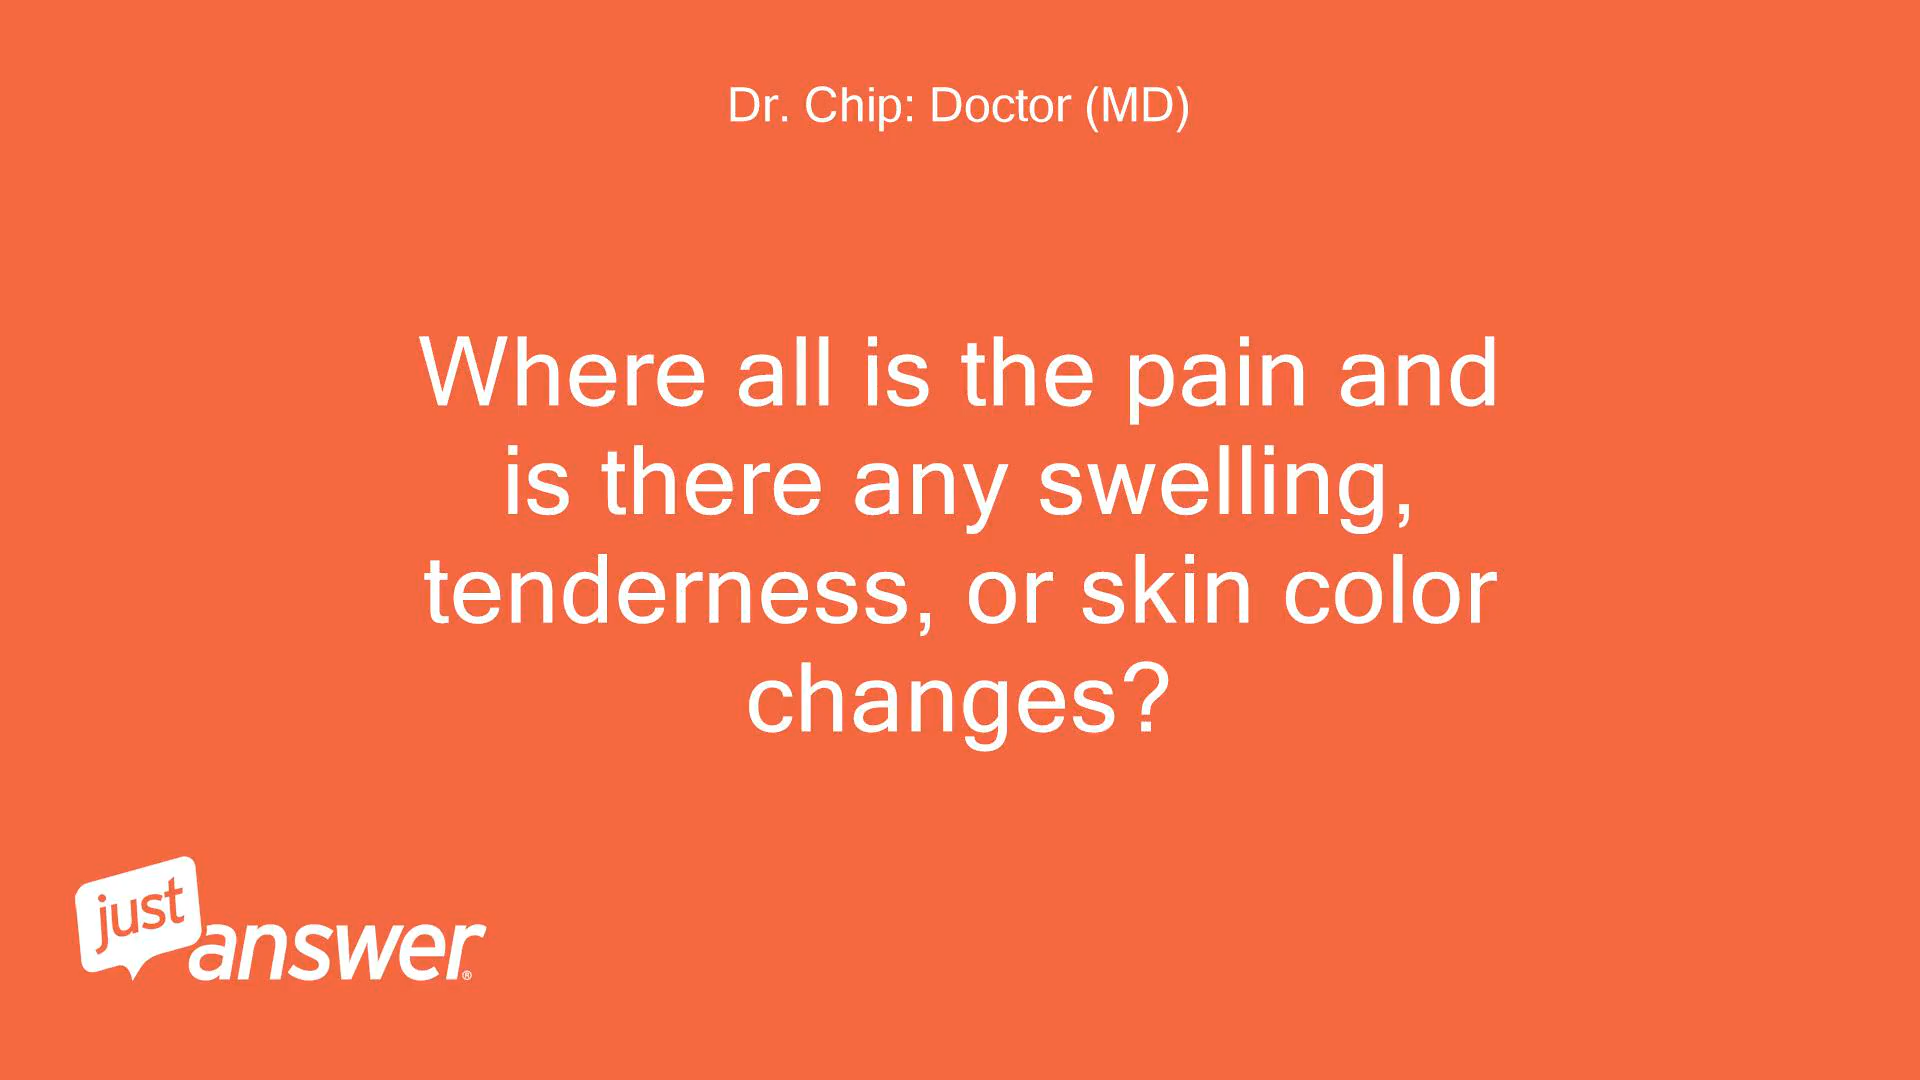 Dr. Chip: Doctor (MD)
Where all is the pain and
is there any swelling,
tenderness, or skin color
changes?
just
answer®